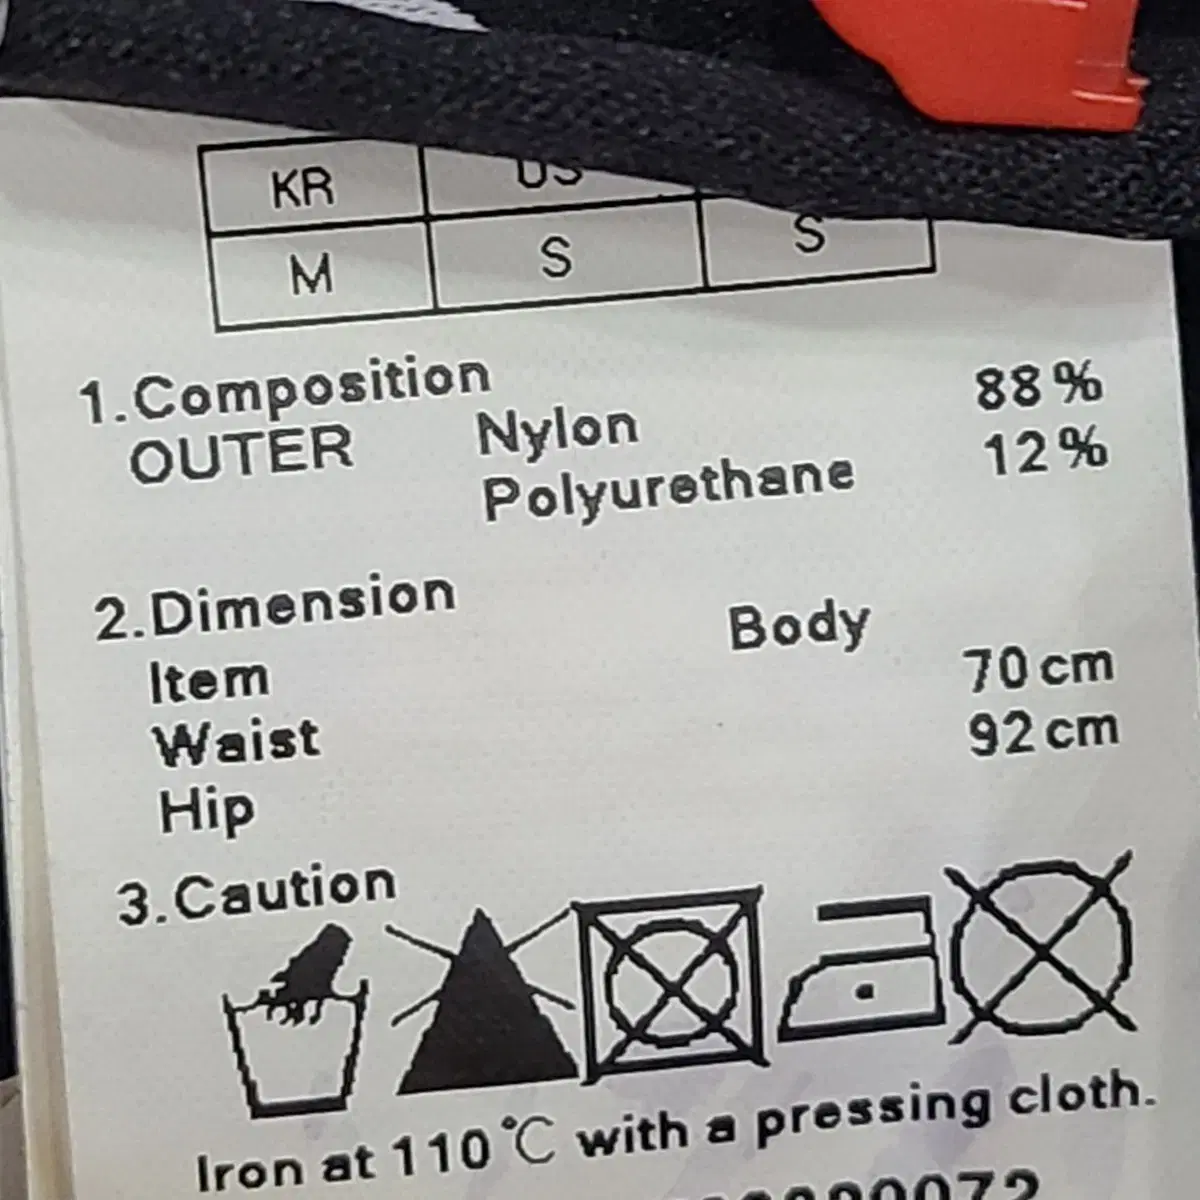 KR US
M S S
1.Composition
OUTER Nylon 88%
Polyurethane 12%
2.Dimension
Item Body
Waist 70cm
Hip 92cm
3.Caution
Iron at 110℃ with a pressing cloth.